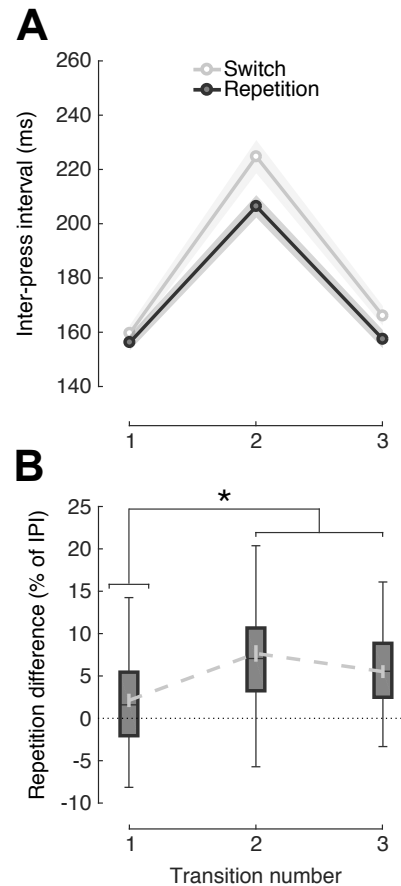 A
260
240
220
200
180
160
140
Inter-press interval (ms)
Switch
Repetition
1 2 3
B
25
20
15
10
5
0
-5
-10
Repetition difference (% of IPI)
*
1 2 3
Transition number